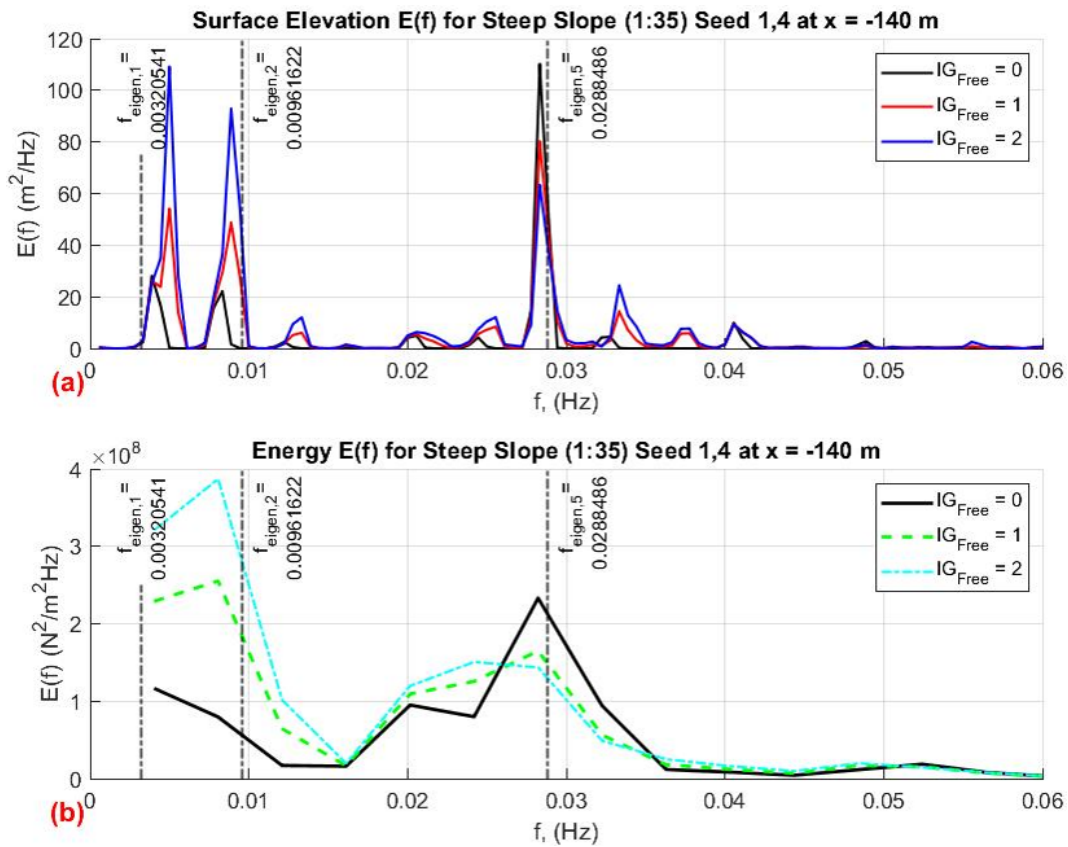 Surface Elevation E(f) for Steep Slope (1:35) Seed 1,4 at x = -140 m
E(f) (m²/Hz)
120
100
80
60
40
20
0
f_eigen,1 =
0.00320541
f_eigen,2 =
0.00961622
f_eigen,5 =
0.0288486
IG_Free = 0
IG_Free = 1
IG_Free = 2
0 0.01 0.02 0.03 0.04 0.05 0.06
(a)
f, (Hz)
Energy E(f) for Steep Slope (1:35) Seed 1,4 at x = -140 m
×10⁸
E(f) (N²/m²Hz)
4
3
2
1
0
f_eigen,1 =
0.00320541
f_eigen,2 =
0.00961622
f_eigen,5 =
0.0288486
IG_Free = 0
IG_Free = 1
IG_Free = 2
0 0.01 0.02 0.03 0.04 0.05 0.06
(b)
f, (Hz)